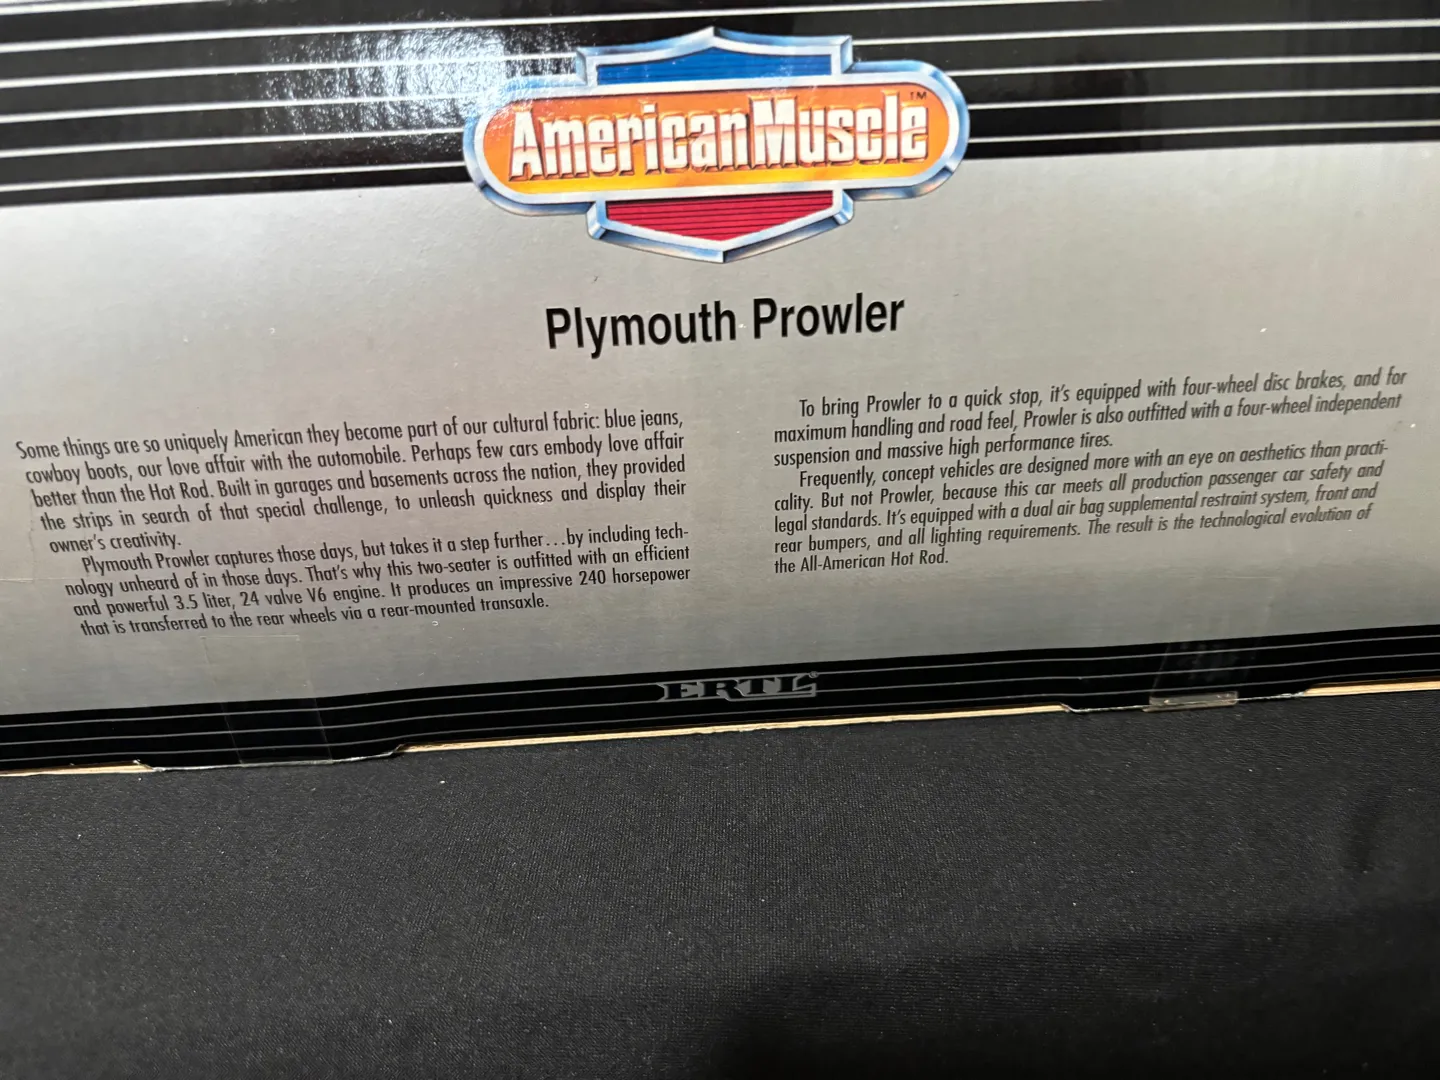 AmericanMuscle™
Plymouth Prowler
Some things are so uniquely American they become part of our cultural fabric: blue jeans,
cowboy boots, our love affair with the automobile. Perhaps few cars embody love affair
better than the Hot Rod. Built in garages and basements across the nation, they provided
the strips in search of that special challenge, to unleash quickness and display their
owner's creativity.
Plymouth Prowler captures those days, but takes it a step further...by including tech-
nology unheard of in those days. That's why this two-seater is outfitted with an efficient
and powerful 3.5 liter, 24 valve V6 engine. It produces an impressive 240 horsepower
that is transferred to the rear wheels via a rear-mounted transaxle.
To bring Prowler to a quick stop, it's equipped with four-wheel disc brakes, and for
maximum handling and road feel, Prowler is also outfitted with a four-wheel independent
suspension and massive high performance tires.
Frequently, concept vehicles are designed more with an eye on aesthetics than practi-
cality. But not Prowler, because this car meets all production passenger car safety and
legal standards. It's equipped with a dual air bag supplemental restraint system, front and
rear bumpers, and all lighting requirements. The result is the technological evolution of
the All-American Hot Rod.
ERTL®